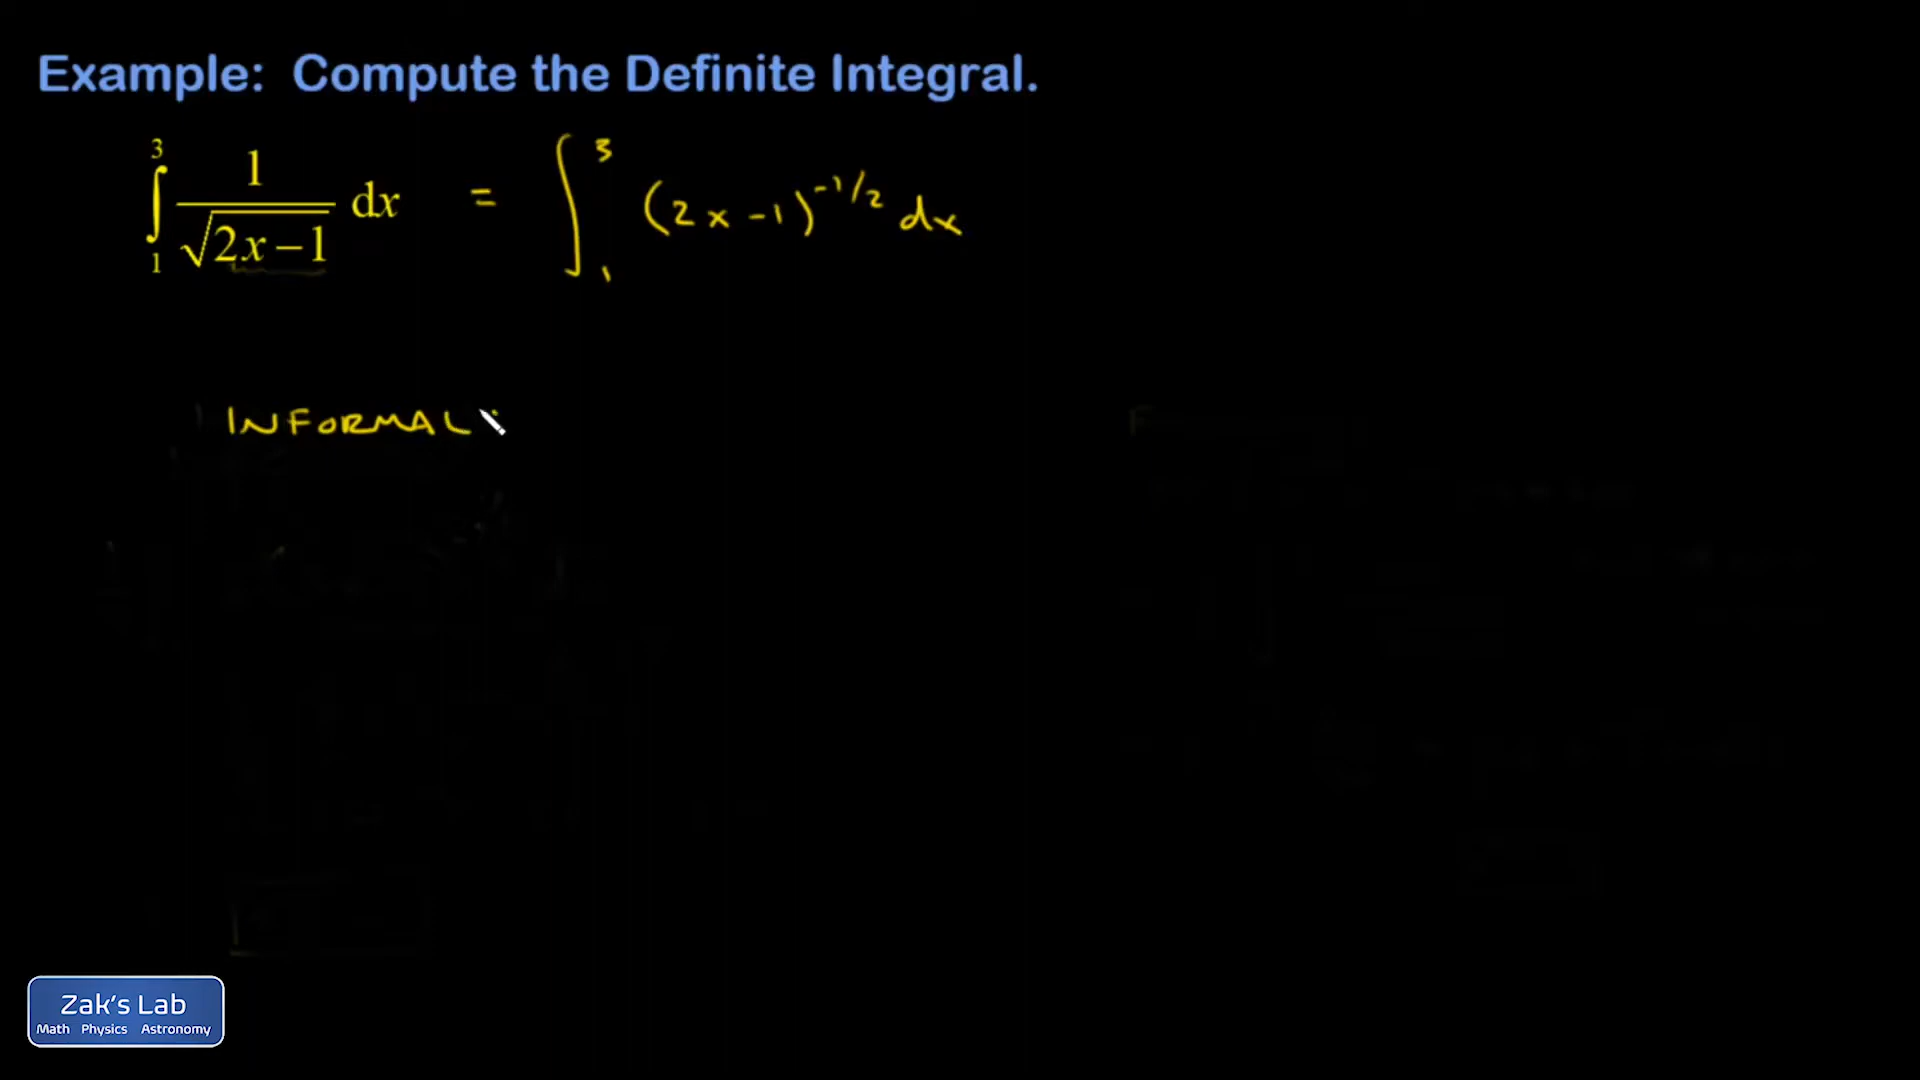 Example: Compute the Definite Integral.
∫₁³ 1/√(2x−1) dx = ∫₁³ (2x−1)^(−1/2) dx
INFORMAL
Zak's Lab
Math Physics Astronomy